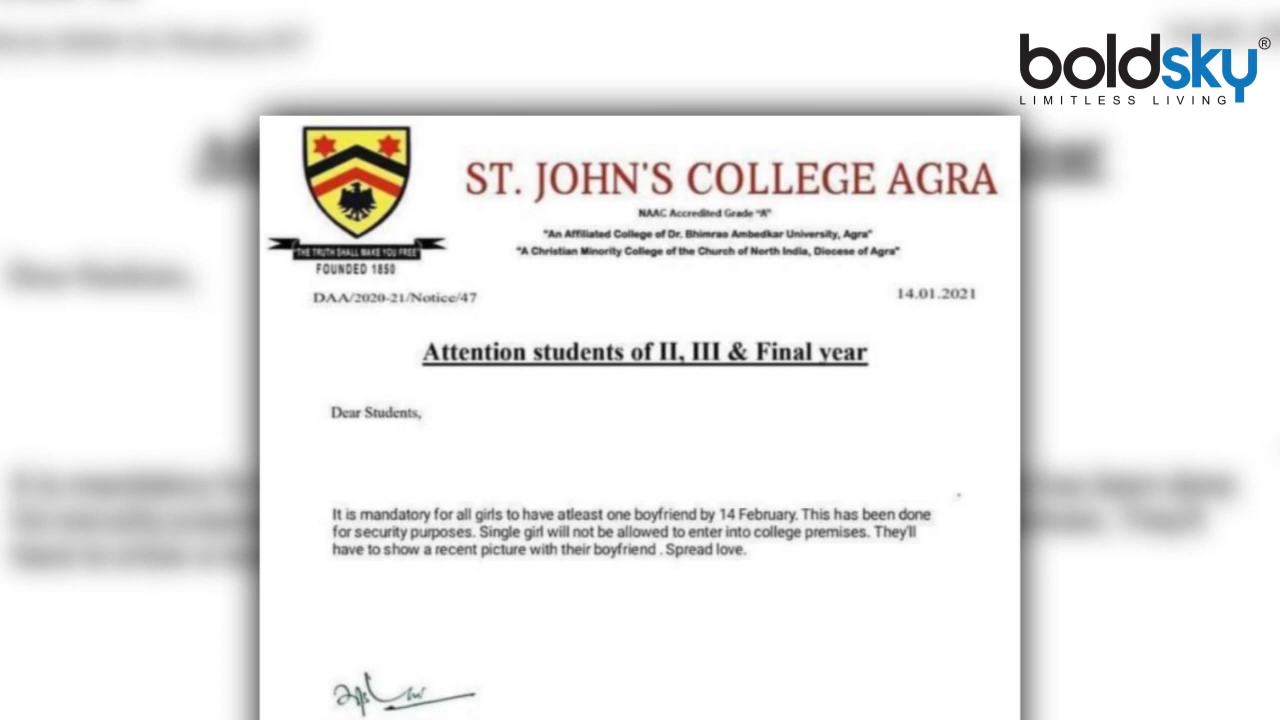 boldsky®
LIMITLESS LIVING
ST. JOHN'S COLLEGE AGRA
NAAC Accredited Grade "A"
"An Affiliated College of Dr. Bhimrao Ambedkar University, Agra"
"A Christian Minority College of the Church of North India, Diocese of Agra"
THE TRUTH SHALL MAKE YOU FREE
FOUNDED 1850
DAA/2020-21/Notice/47
14.01.2021
Attention students of II, III & Final year
Dear Students,
It is mandatory for all girls to have atleast one boyfriend by 14 February. This has been done
for security purposes. Single girl will not be allowed to enter into college premises. They'll
have to show a recent picture with their boyfriend . Spread love.